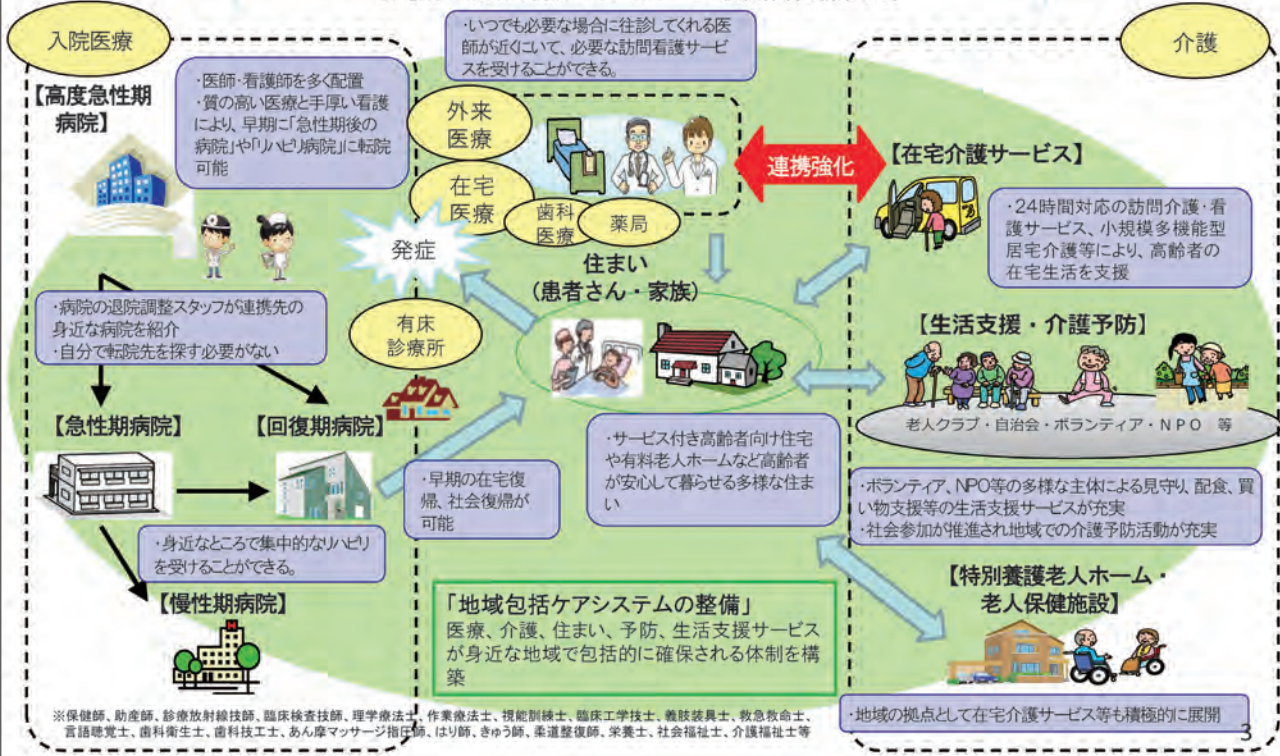 入院医療
【高度急性期
病院】
・医師・看護師を多く配置
・質の高い医療と手厚い看護
により、早期に「急性期後の
病院」や「リハビリ病院」に転院
可能
・病院の退院調整スタッフが連携先の
身近な病院を紹介
・自分で転院先を探す必要がない
【急性期病院】
【回復期病院】
・身近なところで集中的なリハビリ
を受けることができる。
【慢性期病院】
・いつでも必要な場合に往診してくれる医
師が近くにいて、必要な訪問看護サービ
スを受けることができる。
外来
医療
在宅
医療
歯科
医療
薬局
発症
有床
診療所
住まい
(患者さん・家族)
・早期の在宅復
帰、社会復帰が
可能
・サービス付き高齢者向け住宅
や有料老人ホームなど高齢者
が安心して暮らせる多様な住ま
い
「地域包括ケアシステムの整備」
医療、介護、住まい、予防、生活支援サービス
が身近な地域で包括的に確保される体制を構
築
連携強化
介護
【在宅介護サービス】
・24時間対応の訪問介護・看
護サービス、小規模多機能型
居宅介護等により、高齢者の
在宅生活を支援
【生活支援・介護予防】
老人クラブ・自治会・ボランティア・NPO 等
・ボランティア、NPO等の多様な主体による見守り、配食、買
い物支援等の生活支援サービスが充実
・社会参加が推進され地域での介護予防活動が充実
【特別養護老人ホーム・
老人保健施設】
・地域の拠点として在宅介護サービス等も積極的に展開
※保健師、助産師、診療放射線技師、臨床検査技師、理学療法士、作業療法士、視能訓練士、臨床工学技士、義肢装具士、救急救命士、
言語聴覚士、歯科衛生士、歯科技工士、あん摩マッサージ指圧師、はり師、きゅう師、柔道整復師、栄養士、社会福祉士、介護福祉士等
3